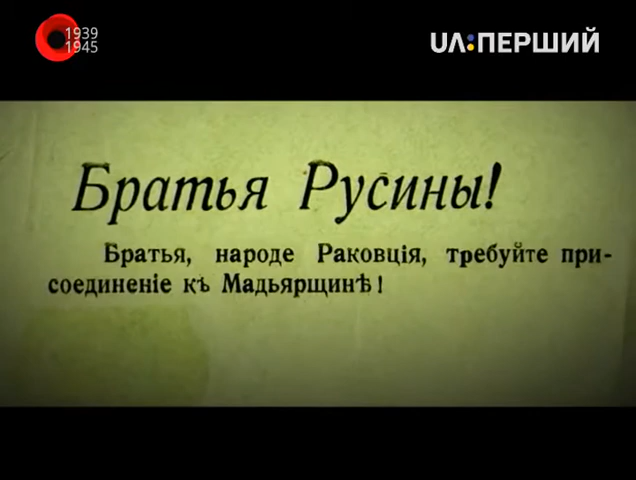 1939
1945
UA:ПЕРШИЙ
Братья Русины!
Братья, народе Раковція, требуйте при-
соединеніе къ Мадьярщинѣ!